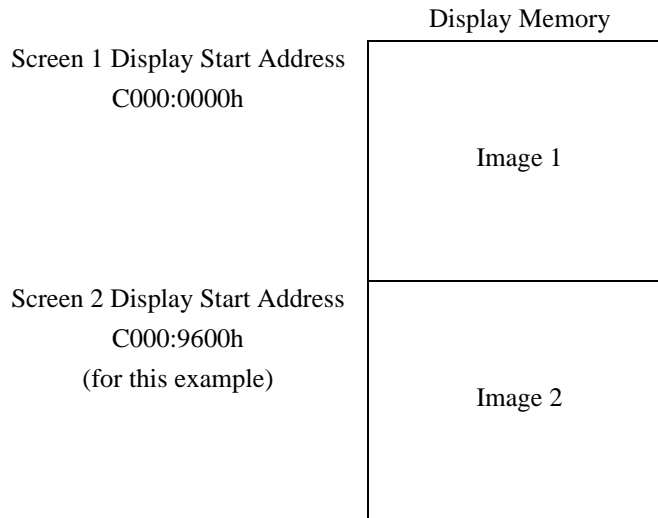 Display Memory
Screen 1 Display Start Address
C000:0000h
Image 1
Screen 2 Display Start Address
C000:9600h
(for this example)
Image 2